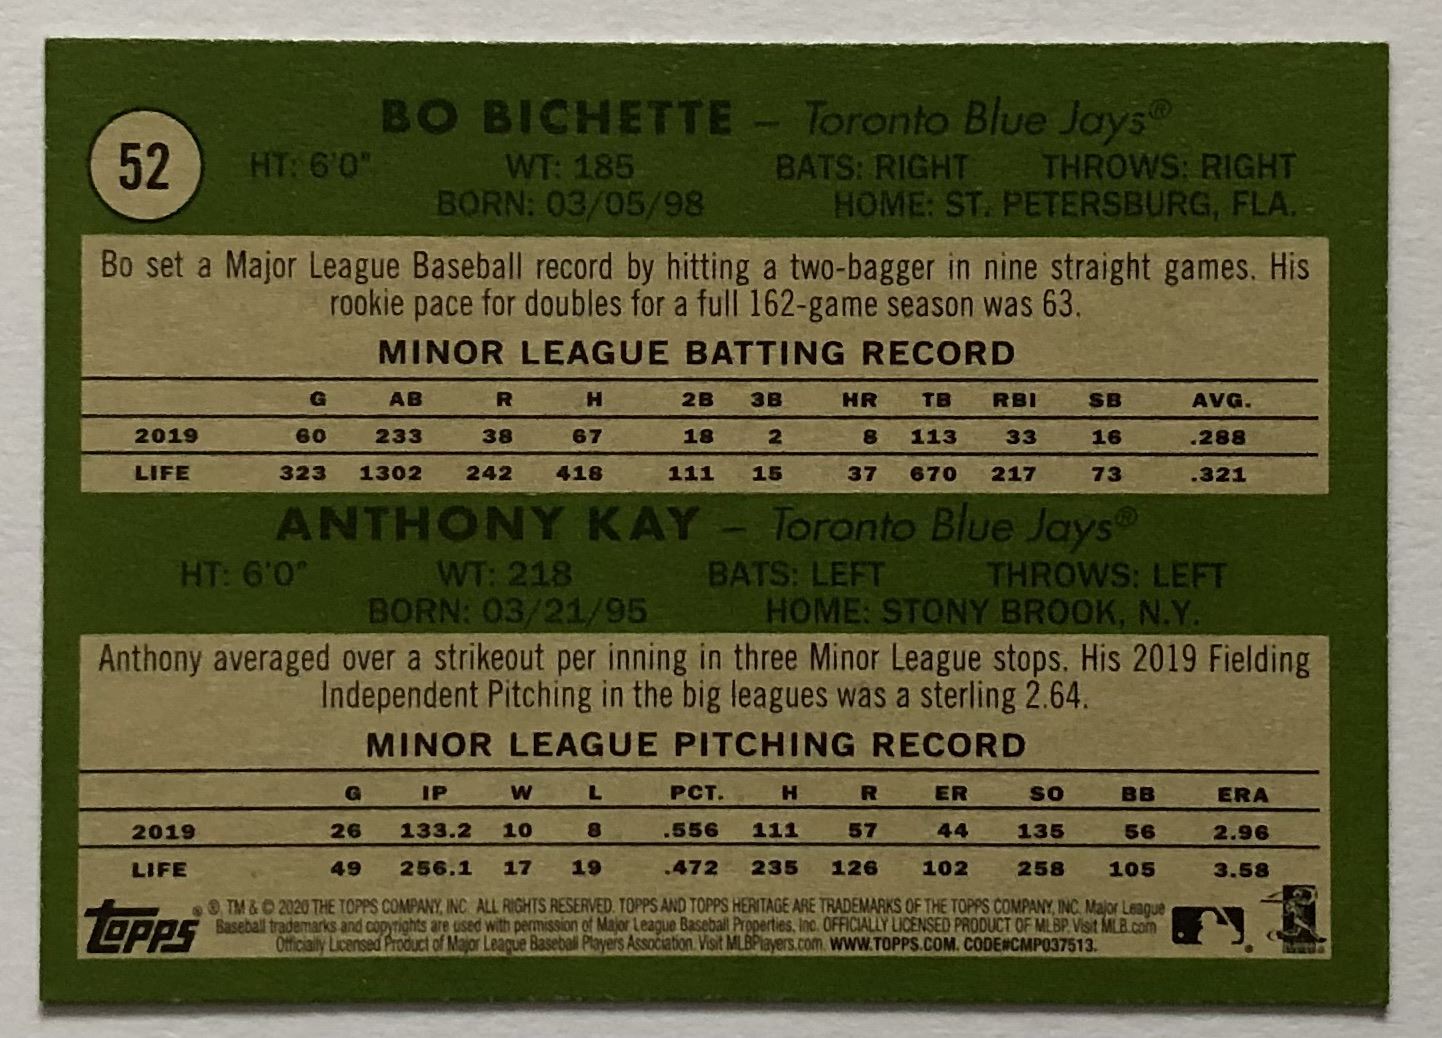 52
BO BICHETTE – Toronto Blue Jays®
HT: 6'0" WT: 185 BATS: RIGHT THROWS: RIGHT
BORN: 03/05/98 HOME: ST. PETERSBURG, FLA.
Bo set a Major League Baseball record by hitting a two-bagger in nine straight games. His
rookie pace for doubles for a full 162-game season was 63.
MINOR LEAGUE BATTING RECORD
G AB R H 2B 3B HR TB RBI SB AVG.
2019 60 233 38 67 18 2 8 113 33 16 .288
LIFE 323 1302 242 418 111 15 37 670 217 73 .321
ANTHONY KAY – Toronto Blue Jays®
HT: 6'0" WT: 218 BATS: LEFT THROWS: LEFT
BORN: 03/21/95 HOME: STONY BROOK, N.Y.
Anthony averaged over a strikeout per inning in three Minor League stops. His 2019 Fielding
Independent Pitching in the big leagues was a sterling 2.64.
MINOR LEAGUE PITCHING RECORD
G IP W L PCT. H R ER SO BB ERA
2019 26 133.2 10 8 .556 111 57 44 135 56 2.96
LIFE 49 256.1 17 19 .472 235 126 102 258 105 3.58
topps® ®, TM & © 2020 THE TOPPS COMPANY, INC. ALL RIGHTS RESERVED. TOPPS AND TOPPS HERITAGE ARE TRADEMARKS OF THE TOPPS COMPANY, INC. Major League
Baseball trademarks and copyrights are used with permission of Major League Baseball Properties, Inc. OFFICIALLY LICENSED PRODUCT OF MLBP. Visit MLB.com
Officially Licensed Product of Major League Baseball Players Association. Visit MLBPlayers.com. WWW.TOPPS.COM. CODE#CMP037513.